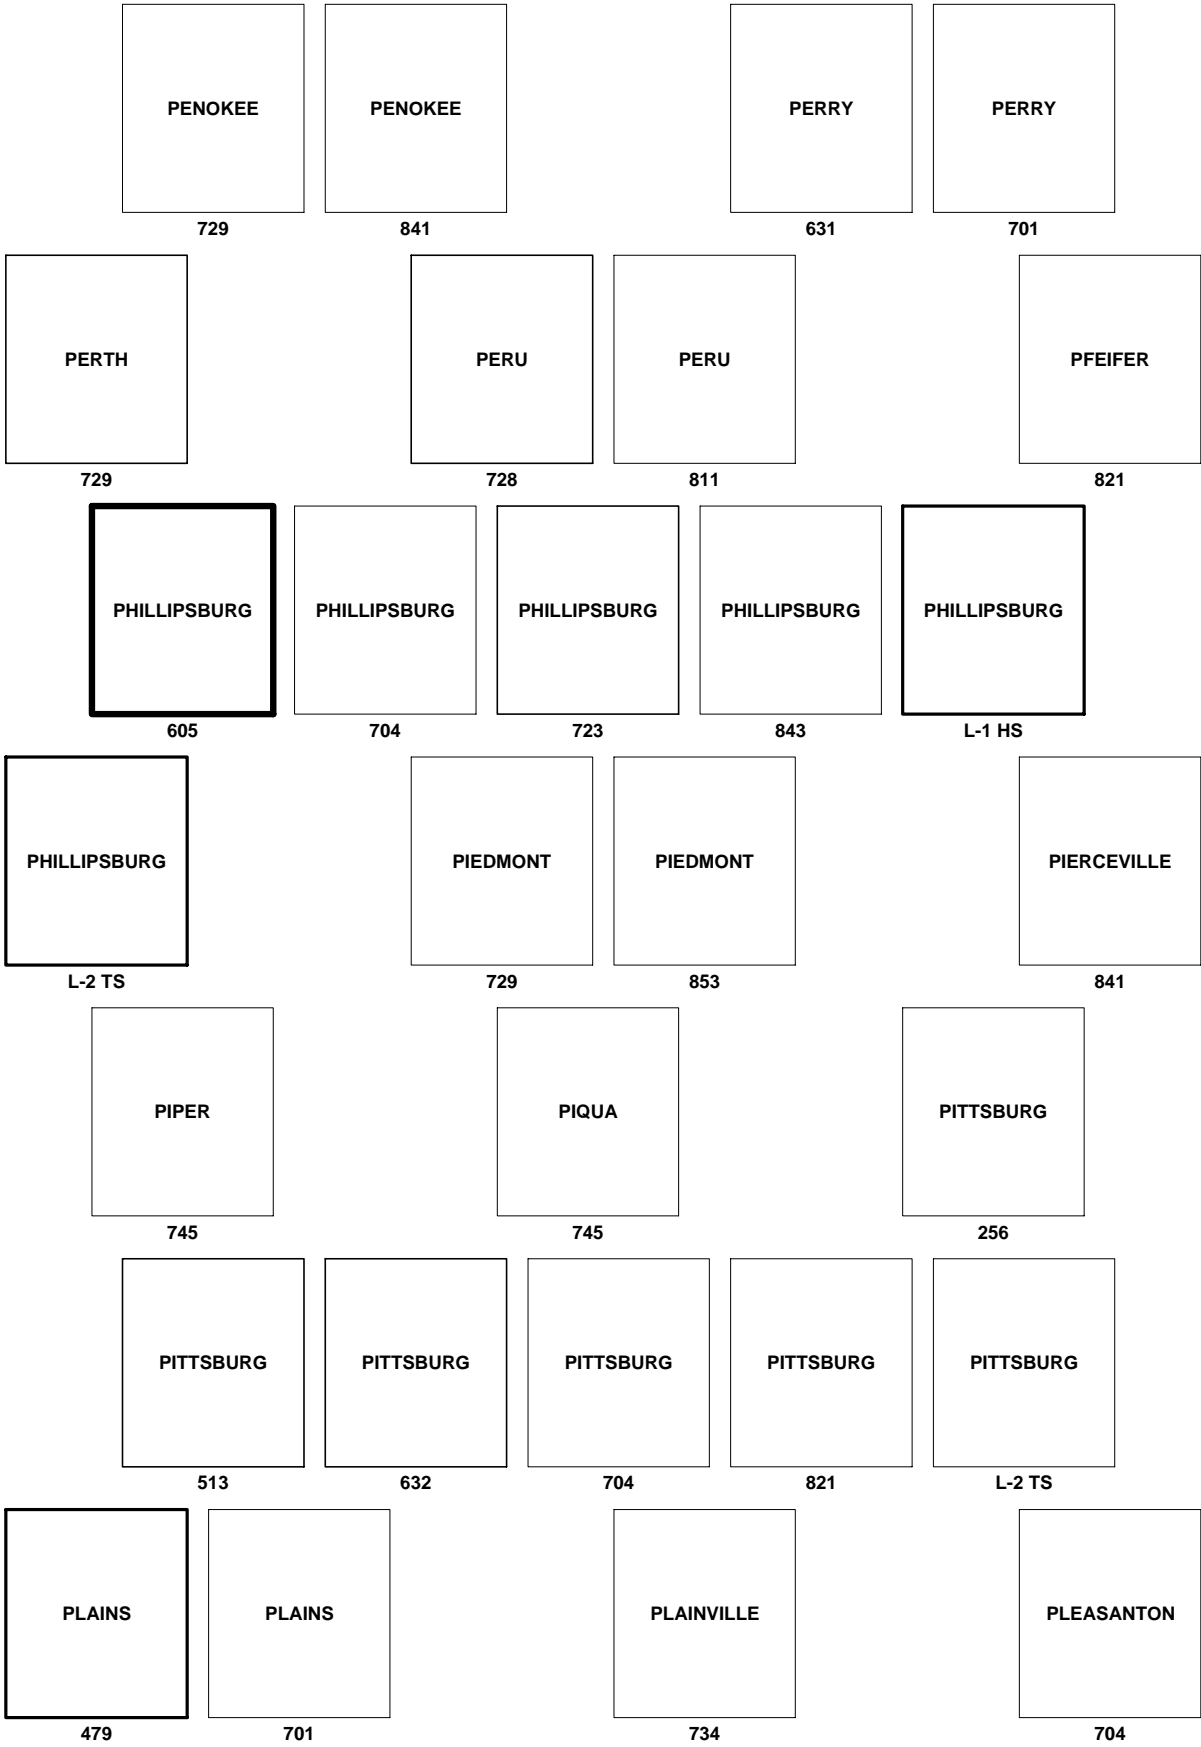 PENOKEE PENOKEE PERRY PERRY
729 841 631 701
PERTH PERU PERU PFEIFER
729 728 811 821
PHILLIPSBURG PHILLIPSBURG PHILLIPSBURG PHILLIPSBURG PHILLIPSBURG
605 704 723 843 L-1 HS
PHILLIPSBURG PIEDMONT PIEDMONT PIERCEVILLE
L-2 TS 729 853 841
PIPER PIQUA PITTSBURG
745 745 256
PITTSBURG PITTSBURG PITTSBURG PITTSBURG PITTSBURG
513 632 704 821 L-2 TS
PLAINS PLAINS PLAINVILLE PLEASANTON
479 701 734 704